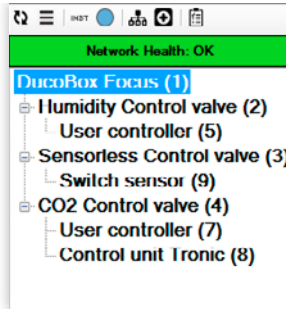 INST
Network Health: OK
DucoBox Focus (1)
Humidity Control valve (2)
User controller (5)
Sensorless Control valve (3)
Switch sensor (9)
CO2 Control valve (4)
User controller (7)
Control unit Tronic (8)